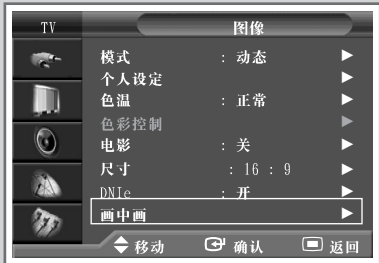 TV 图像
模式 : 动态
个人设定
色温 : 正常
色彩控制
电影 : 关
尺寸 : 16 : 9
DNIe : 开
画中画
移动 确认 返回